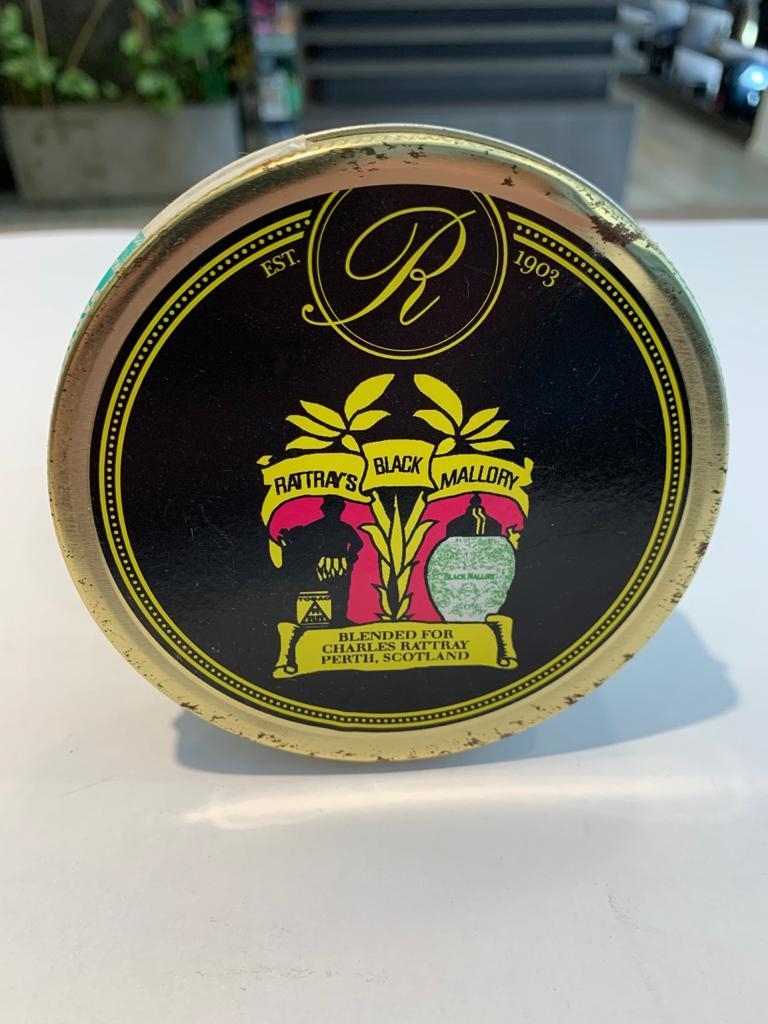 R
EST. 1903
RATTRAY'S BLACK MALLORY
BLACK MALLORY
BLENDED FOR
CHARLES RATTRAY
PERTH, SCOTLAND